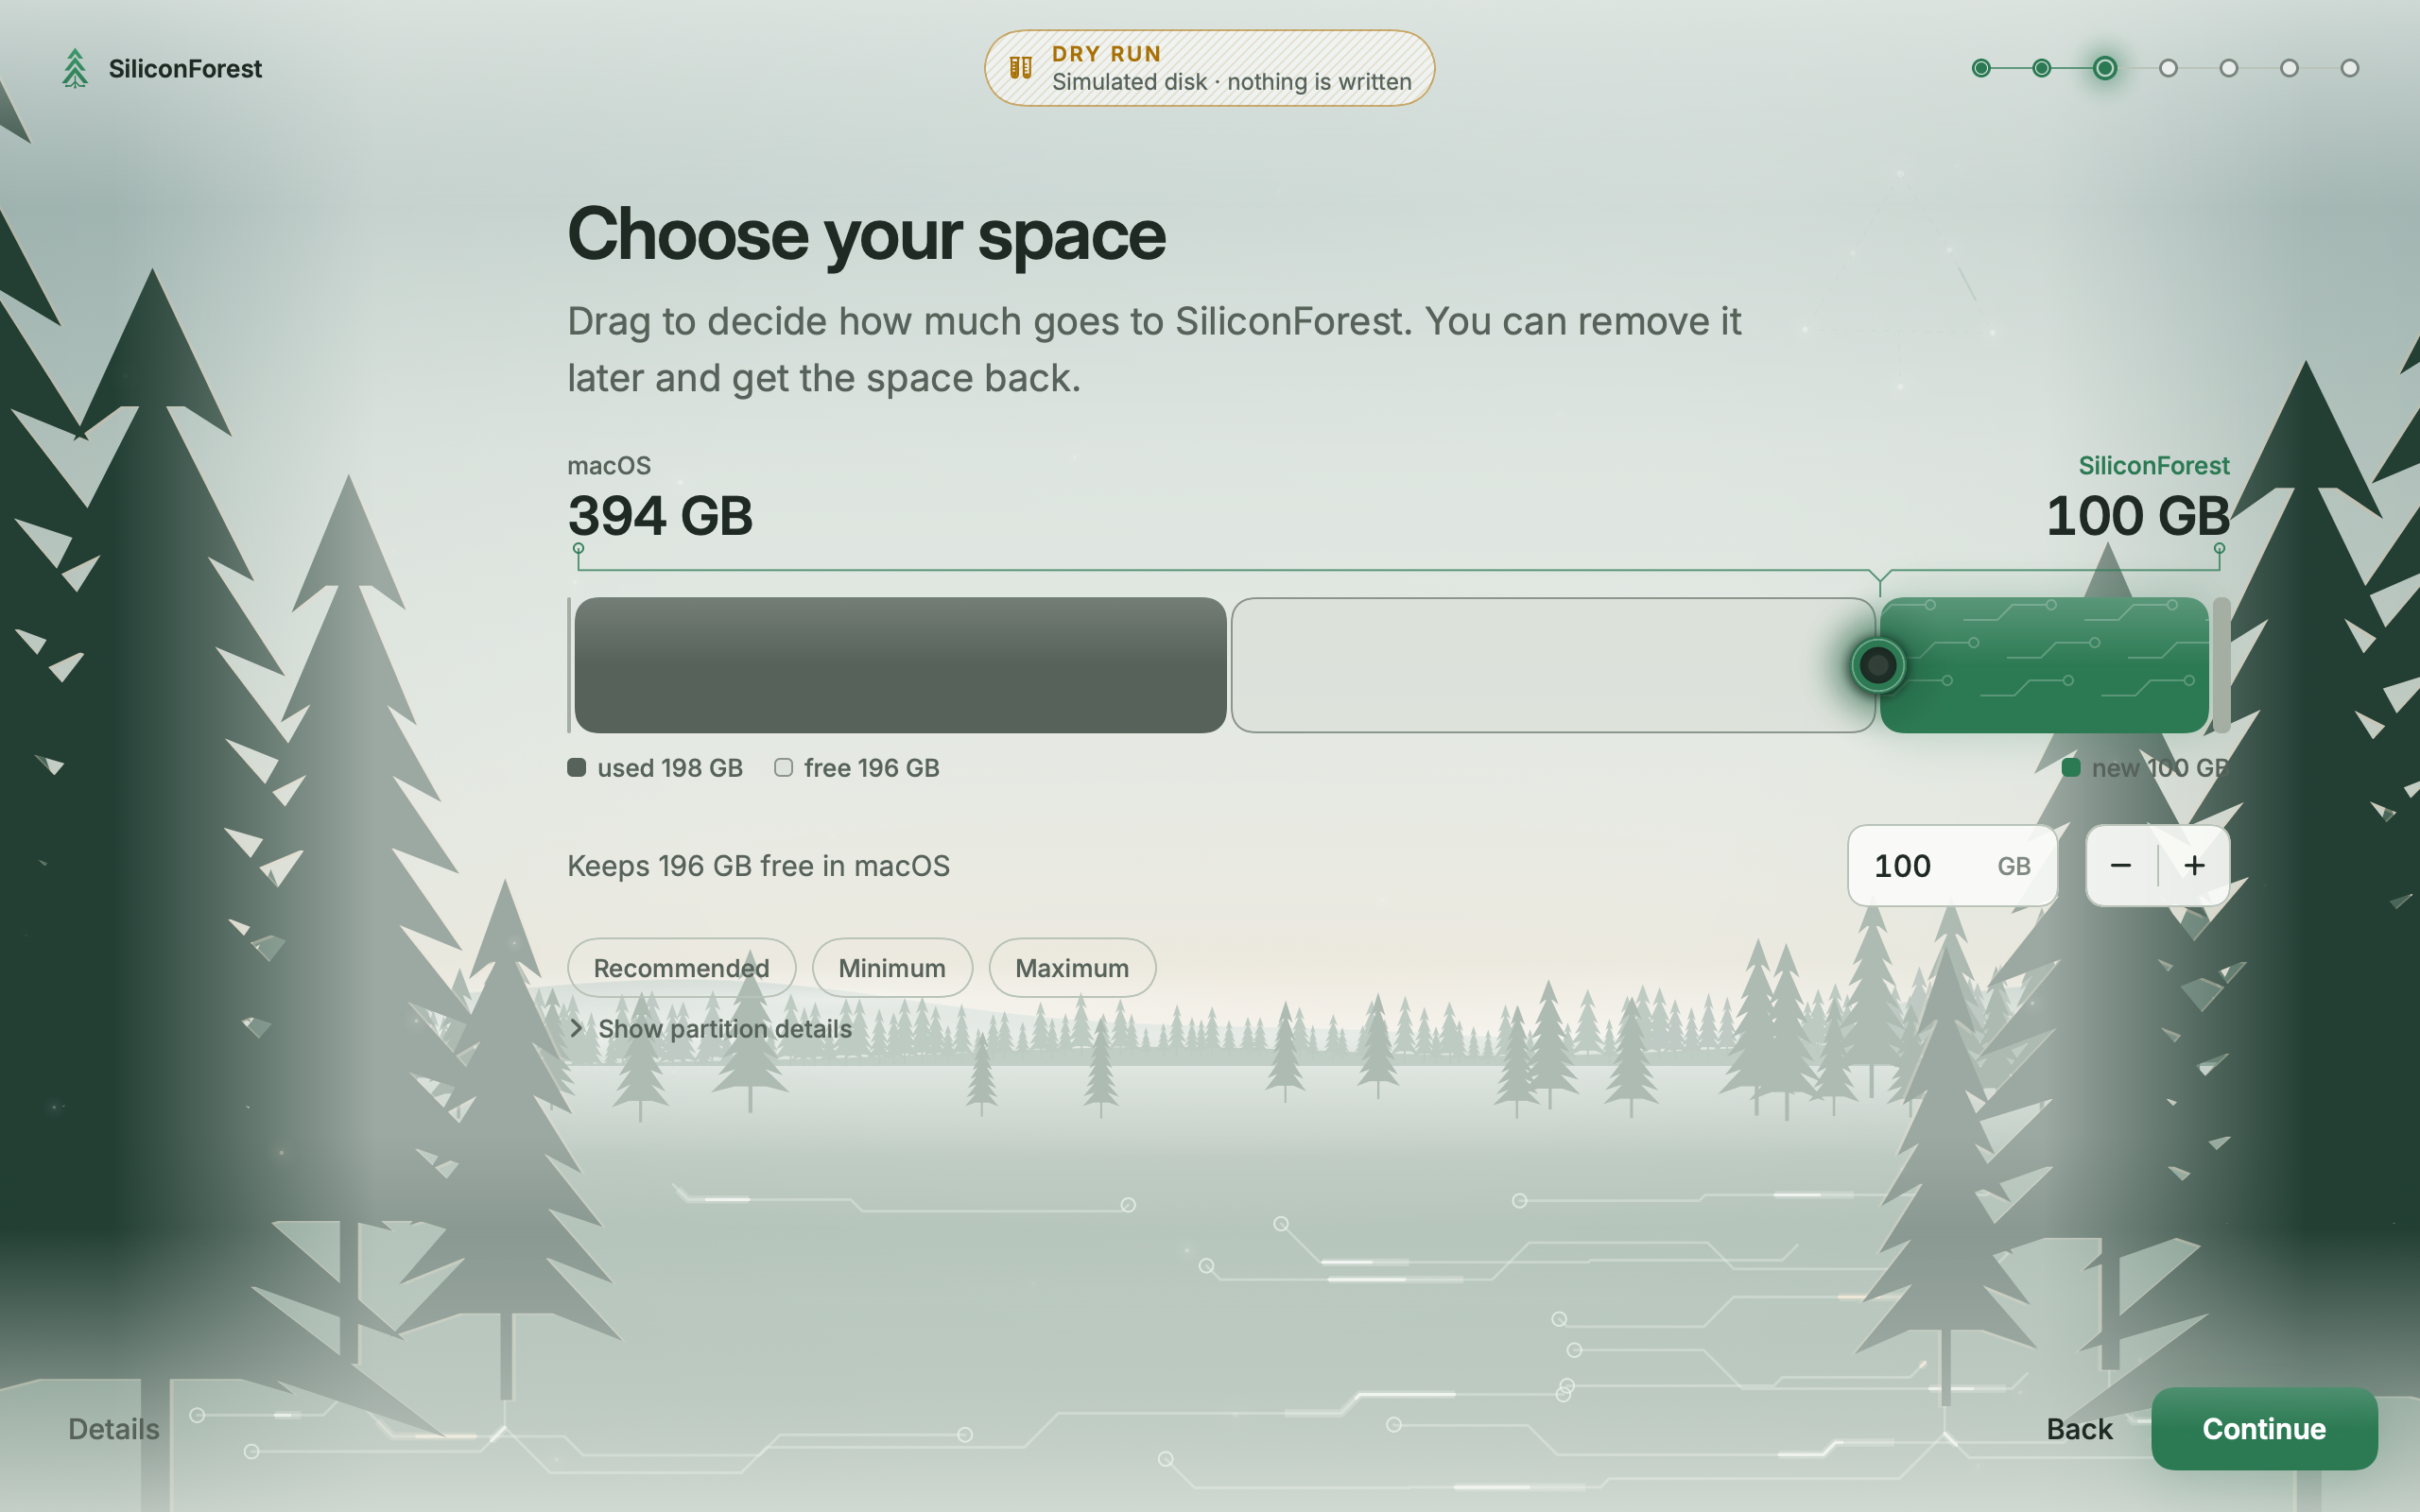 SiliconForest
DRY RUN
Simulated disk · nothing is written
Choose your space
Drag to decide how much goes to SiliconForest. You can remove it
later and get the space back.
macOS
SiliconForest
394 GB
100 GB
used 198 GB
free 196 GB
new 100 GB
Keeps 196 GB free in macOS
100 GB
− +
Recommended
Minimum
Maximum
Show partition details
Details
Back
Continue